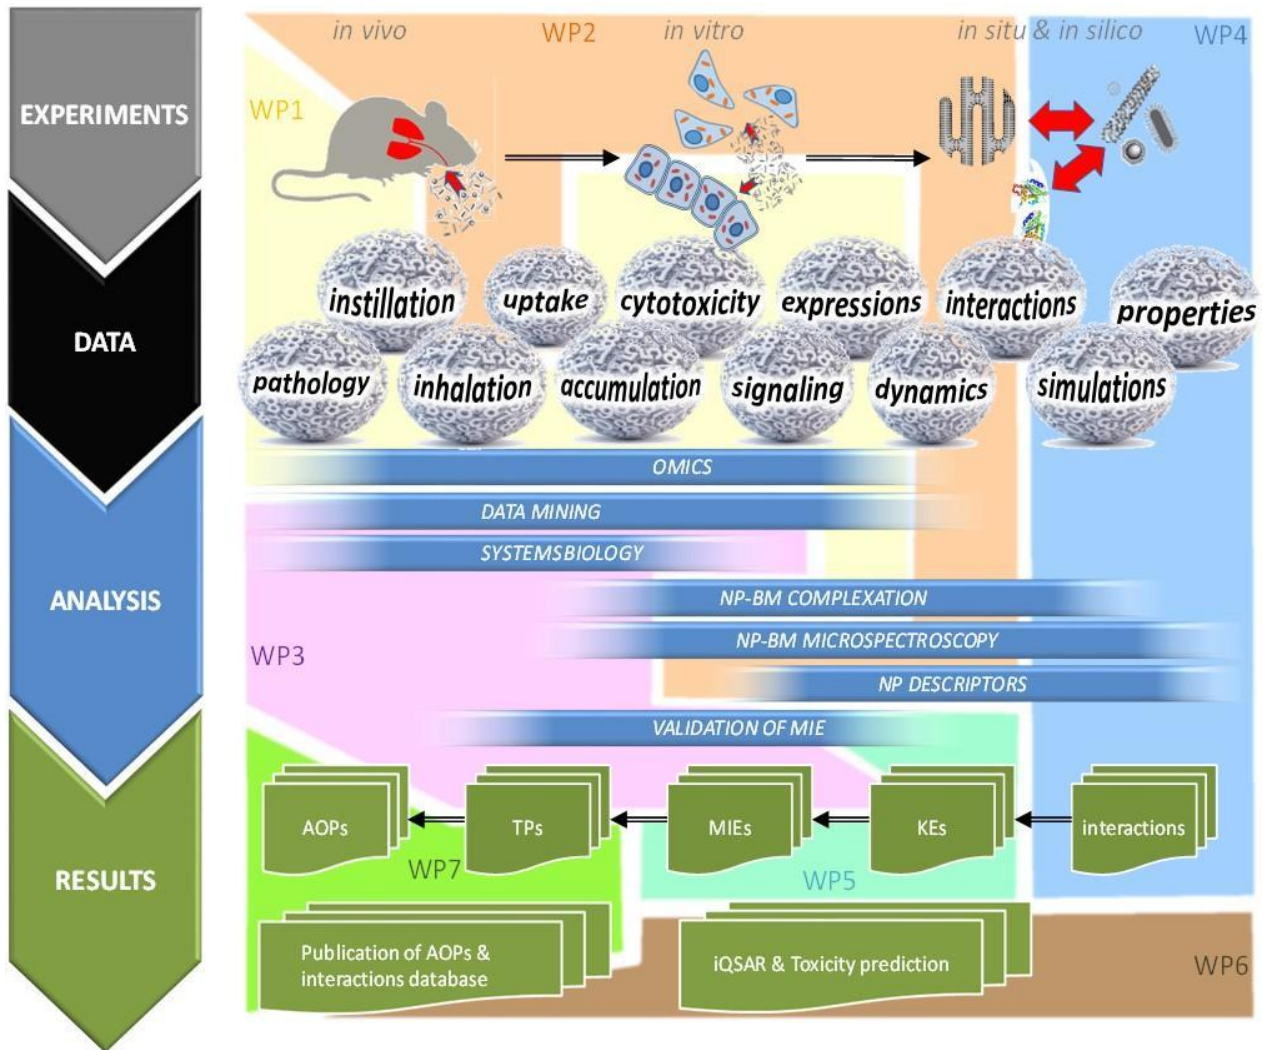 in vivo
WP2
in vitro
in situ & in silico
WP4
WP1
EXPERIMENTS
instillation
uptake
cytotoxicity
expressions
interactions
properties
DATA
pathology
inhalation
accumulation
signaling
dynamics
simulations
OMICS
DATA MINING
SYSTEMSBIOLOGY
ANALYSIS
NP-BM COMPLEXATION
NP-BM MICROSPECTROSCOPY
WP3
NP DESCRIPTORS
VALIDATION OF MIE
AOPs
TPs
MIEs
KEs
interactions
WP7
WP5
RESULTS
Publication of AOPs &
interactions database
iQSAR & Toxicity prediction
WP6